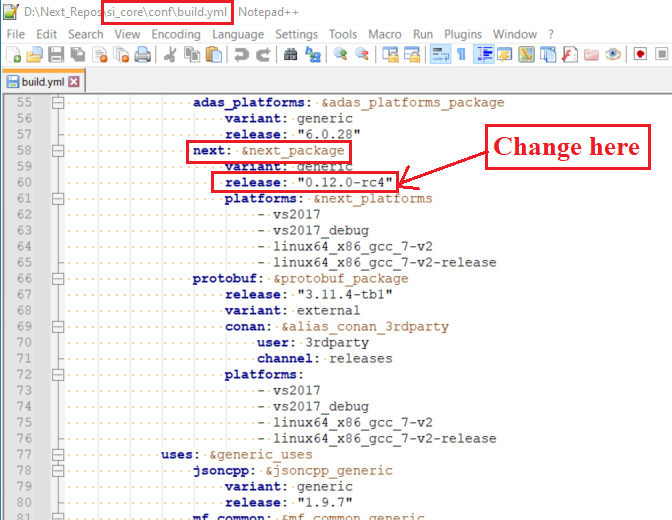 D:\Next_Repos\si_core\conf\build.yml - Notepad++
File Edit Search View Encoding Language Settings Tools Macro Run Plugins Window ?
build.yml
55 adas_platforms: &adas_platforms_package
56 variant: generic
57 release: "6.0.28"
58 next: &next_package
59 variant: generic
60 release: "0.12.0-rc4"
61 platforms: &next_platforms
62 - vs2017
63 - vs2017_debug
64 - linux64_x86_gcc_7-v2
65 - linux64_x86_gcc_7-v2-release
66 protobuf: &protobuf_package
67 release: "3.11.4-tb1"
68 variant: external
69 conan: &alias_conan_3rdparty
70 user: 3rdparty
71 channel: releases
72 platforms:
73 - vs2017
74 - vs2017_debug
75 - linux64_x86_gcc_7-v2
76 - linux64_x86_gcc_7-v2-release
77 uses: &generic_uses
78 jsoncpp: &jsoncpp_generic
79 variant: generic
80 release: "1.9.7"
81 mf_common: &mf_common_generic
Change here